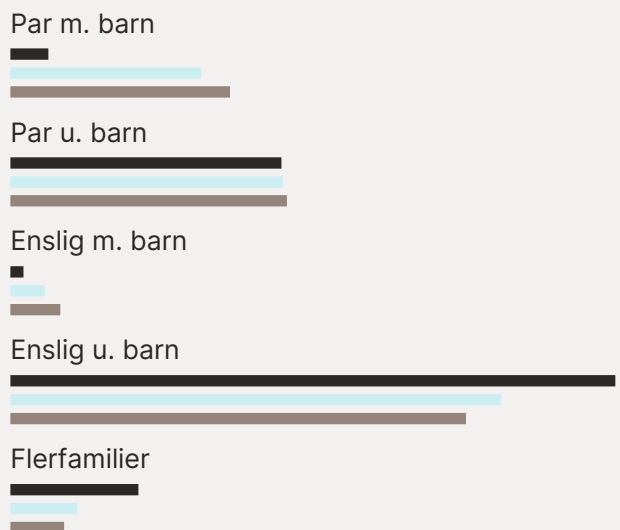 Par m. barn
Par u. barn
Enslig m. barn
Enslig u. barn
Flerfamilier